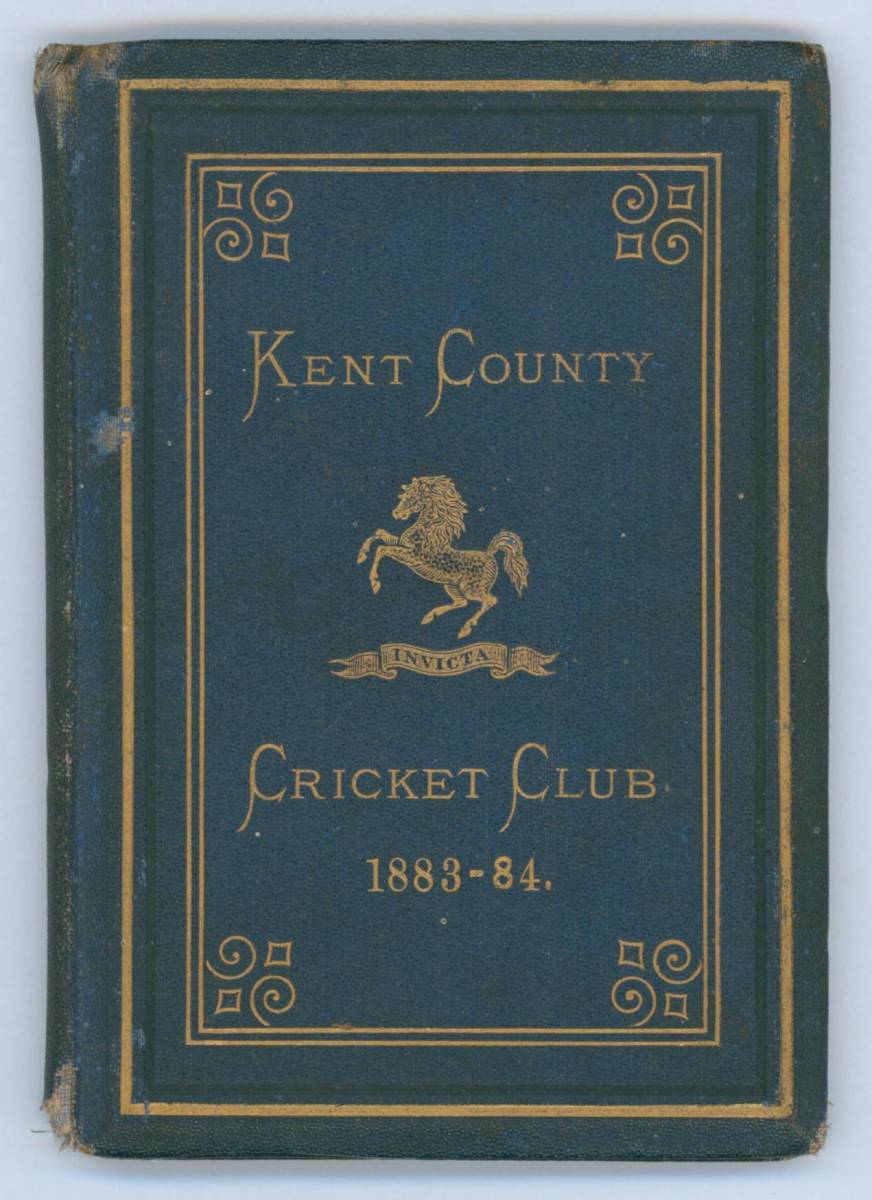 KENT COUNTY
INVICTA
CRICKET CLUB
1883-84.